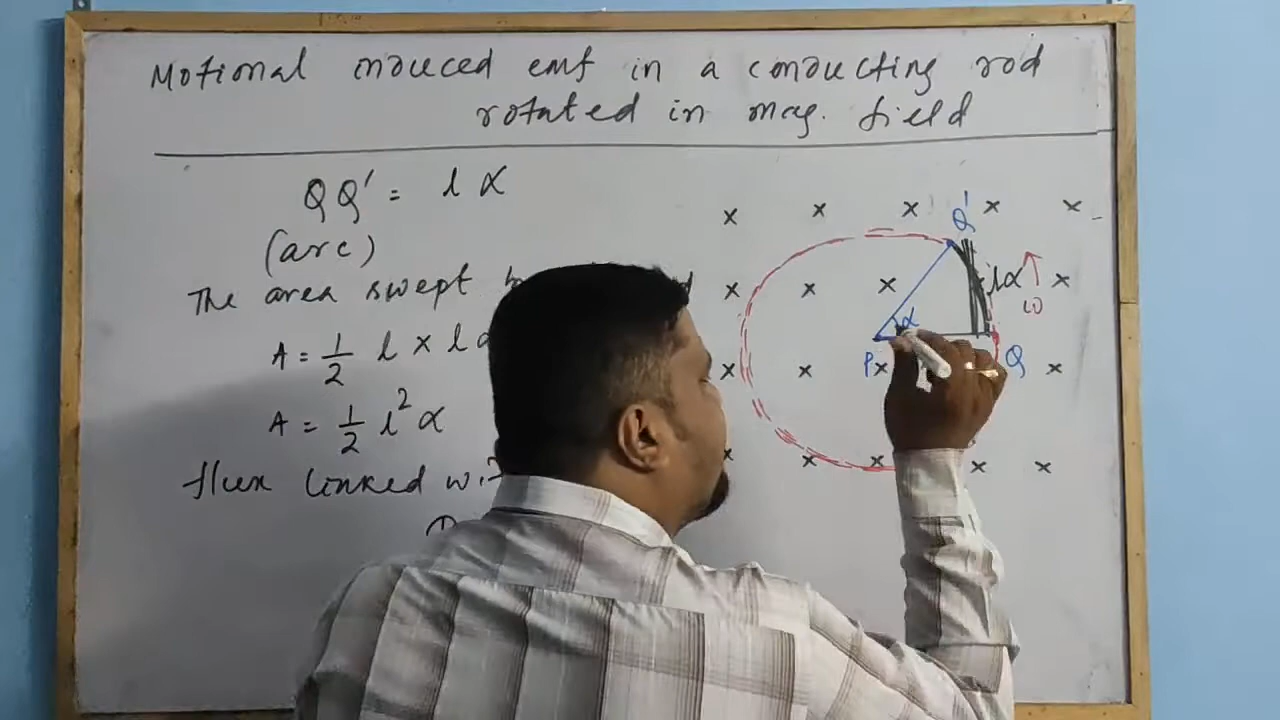 Motional induced emf in a conducting rod
rotated in mag. field
QQ' = l α
(arc)
The area swept
A = 1/2 l x l α
A = 1/2 l² α
flux linked
Q'
α
lα
ω
P
Q